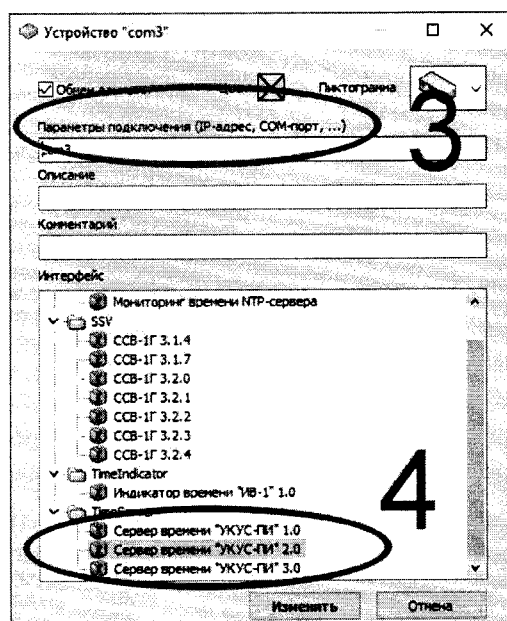 Устройство "com3"
Пиктограмма
3
Параметры подключения (IP-адрес, COM-порт, ...)
com3
Описание
Комментарий
Интерфейс
Мониторинг времени NTP-сервера
SSV
ССВ-1Г 3.1.4
ССВ-1Г 3.1.7
ССВ-1Г 3.2.0
ССВ-1Г 3.2.1
ССВ-1Г 3.2.2
ССВ-1Г 3.2.3
ССВ-1Г 3.2.4
TimeIndicator
Индикатор времени "ИВ-1" 1.0
4
Сервер времени "УКУС-ПИ" 1.0
Сервер времени "УКУС-ПИ" 2.0
Сервер времени "УКУС-ПИ" 3.0
Изменить
Отмена